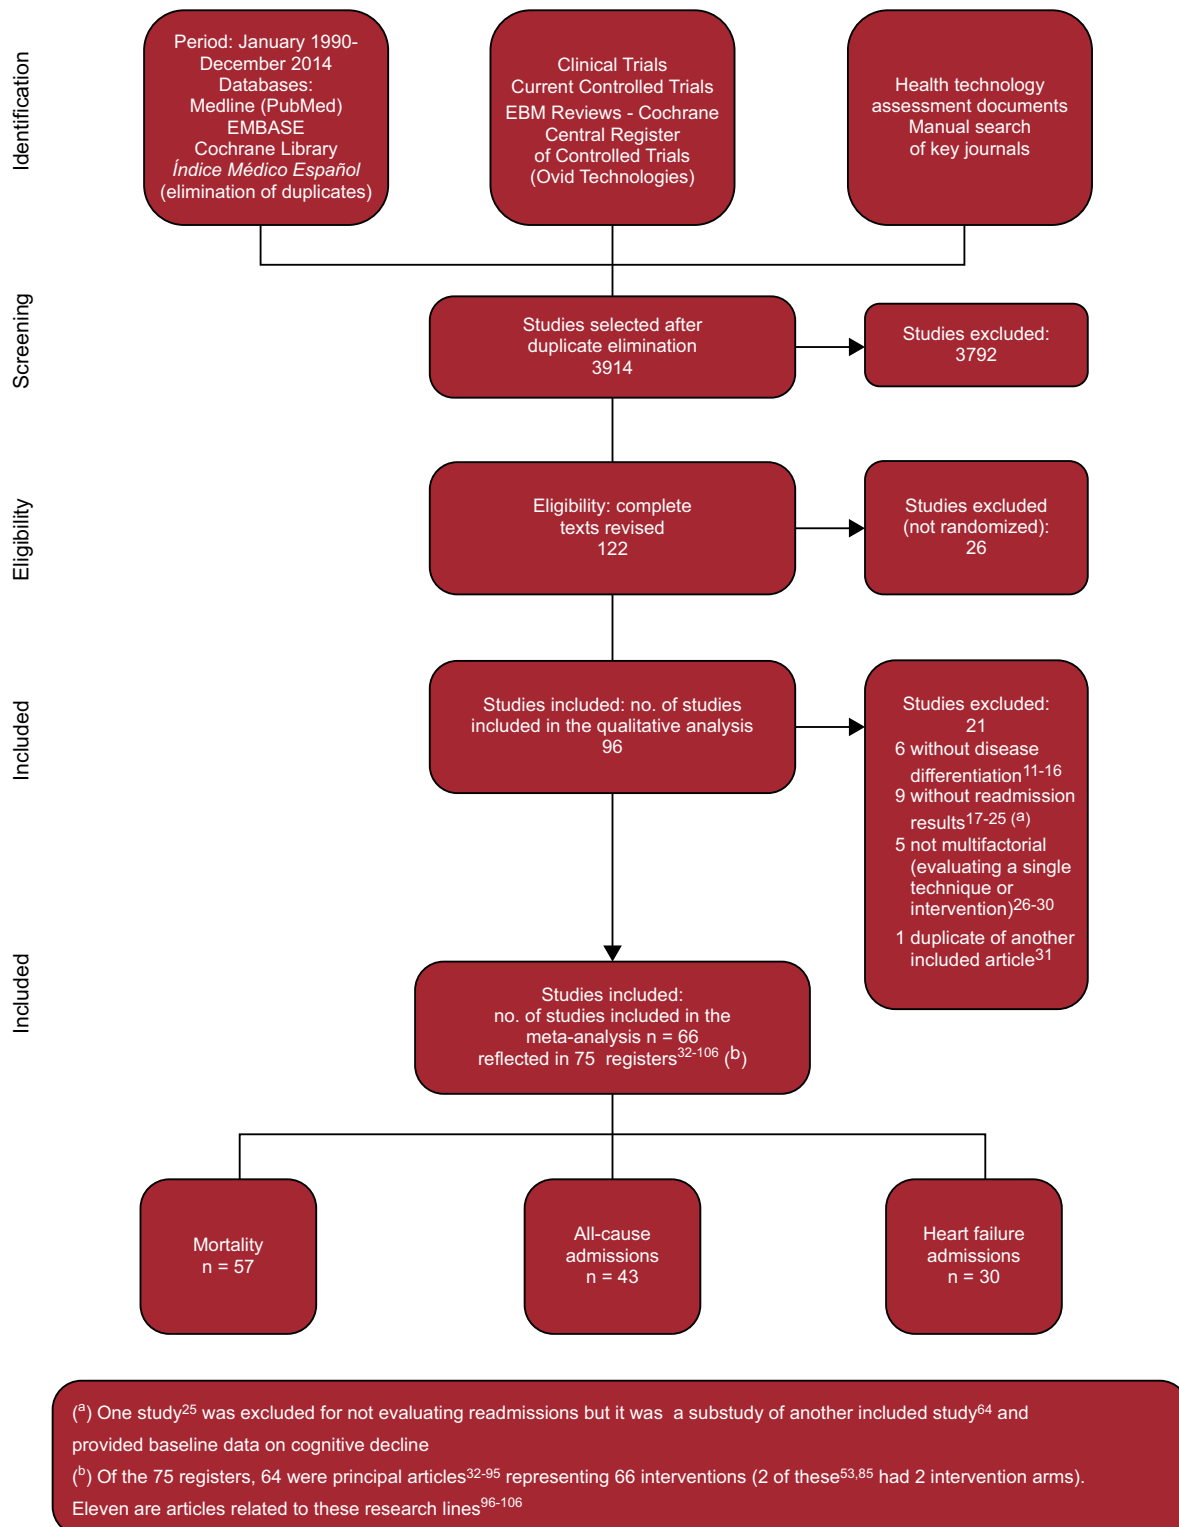 Identification
Period: January 1990-
December 2014
Databases:
Medline (PubMed)
EMBASE
Cochrane Library
Índice Médico Español
(elimination of duplicates)
Clinical Trials
Current Controlled Trials
EBM Reviews - Cochrane
Central Register
of Controlled Trials
(Ovid Technologies)
Health technology
assessment documents
Manual search
of key journals
Screening
Studies selected after
duplicate elimination
3914
Studies excluded:
3792
Eligibility
Eligibility: complete
texts revised
122
Studies excluded
(not randomized):
26
Included
Studies included: no. of studies
included in the qualitative analysis
96
Studies excluded:
21
6 without disease
differentiation11-16
9 without readmission
results17-25 (a)
5 not multifactorial
(evaluating a single
technique or
intervention)26-30
1 duplicate of another
included article31
Included
Studies included:
no. of studies included in the
meta-analysis n = 66
reflected in 75 registers32-106 (b)
Mortality
n = 57
All-cause
admissions
n = 43
Heart failure
admissions
n = 30
(a) One study25 was excluded for not evaluating readmissions but it was a substudy of another included study64 and
provided baseline data on cognitive decline
(b) Of the 75 registers, 64 were principal articles32-95 representing 66 interventions (2 of these53,85 had 2 intervention arms).
Eleven are articles related to these research lines96-106